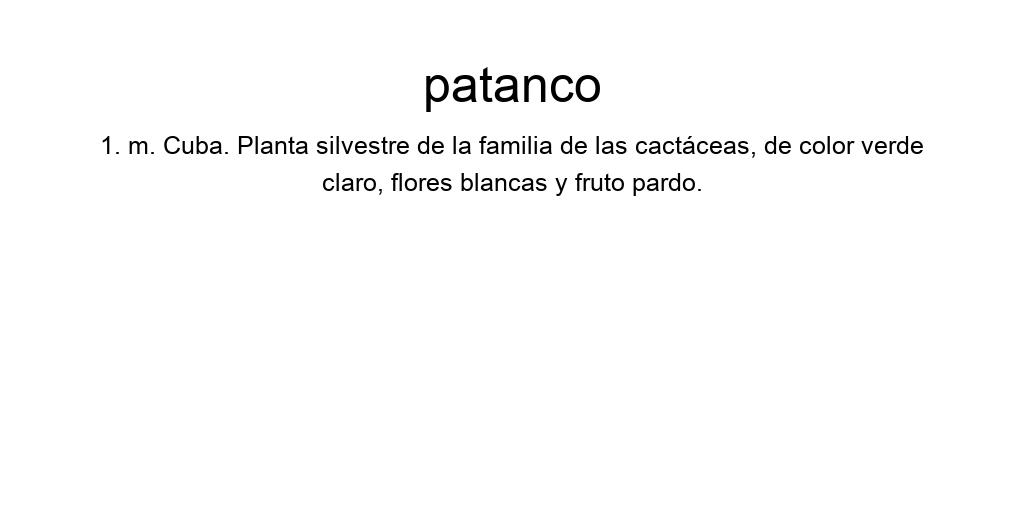 patanco
1. m. Cuba. Planta silvestre de la familia de las cactáceas, de color verde
claro, flores blancas y fruto pardo.